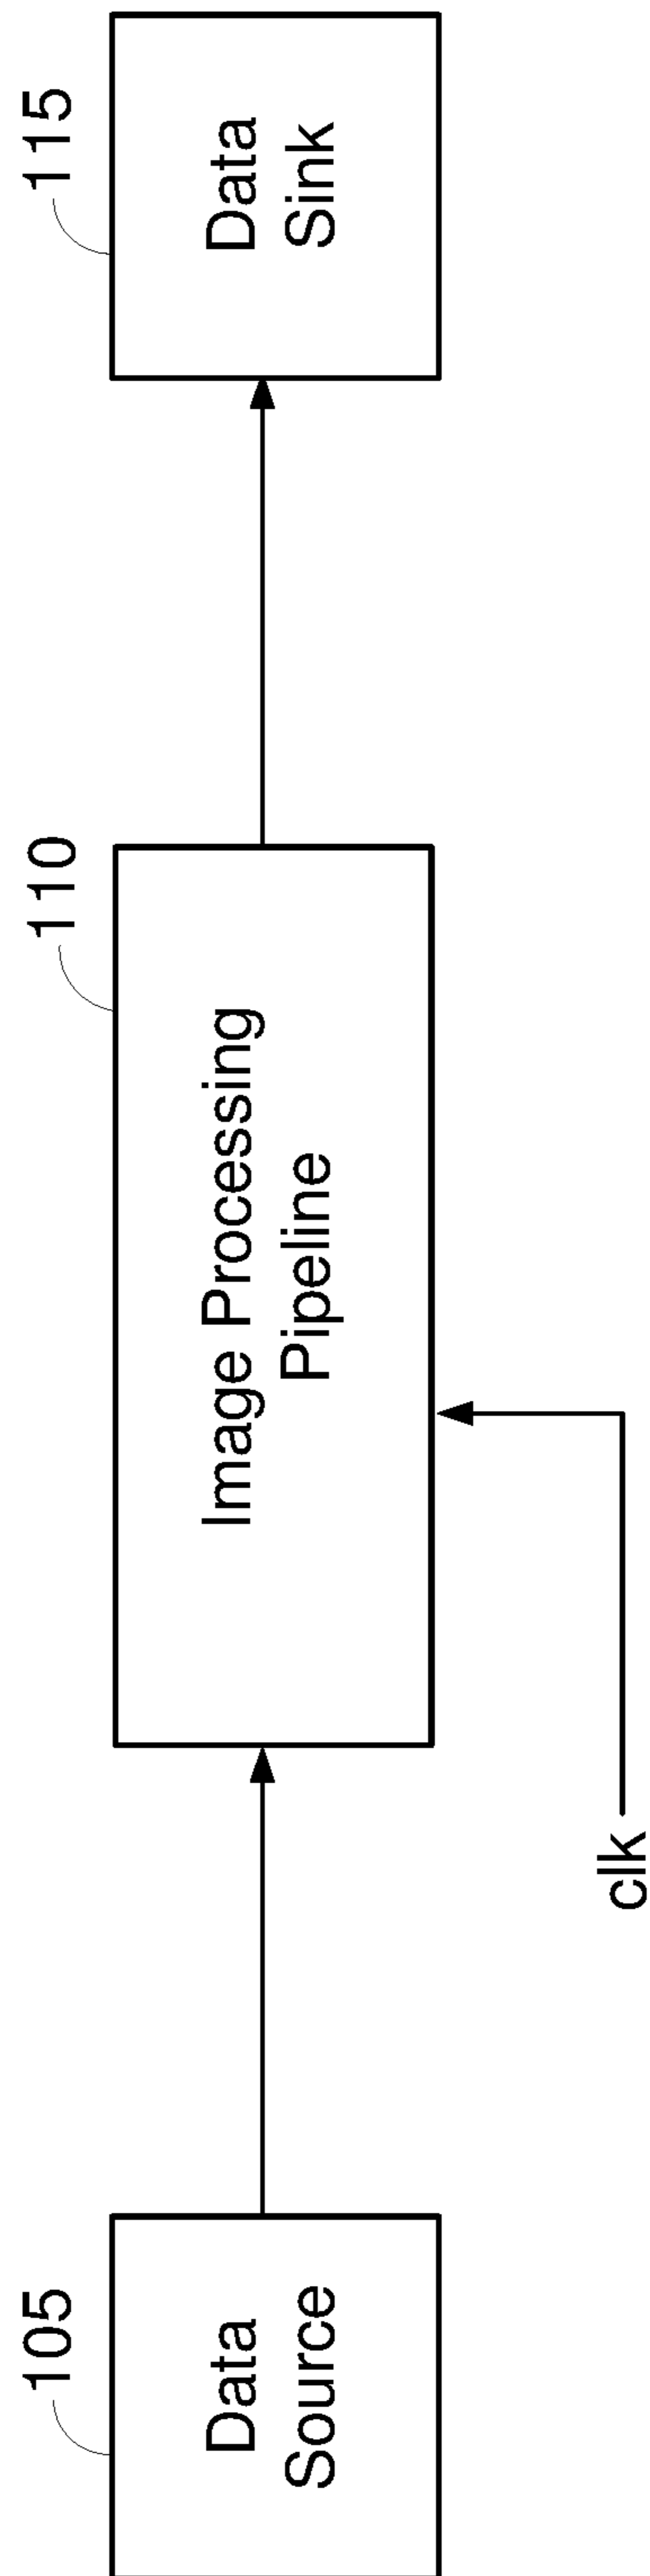 105
Data
Source
110
Image Processing
Pipeline
clk
115
Data
Sink